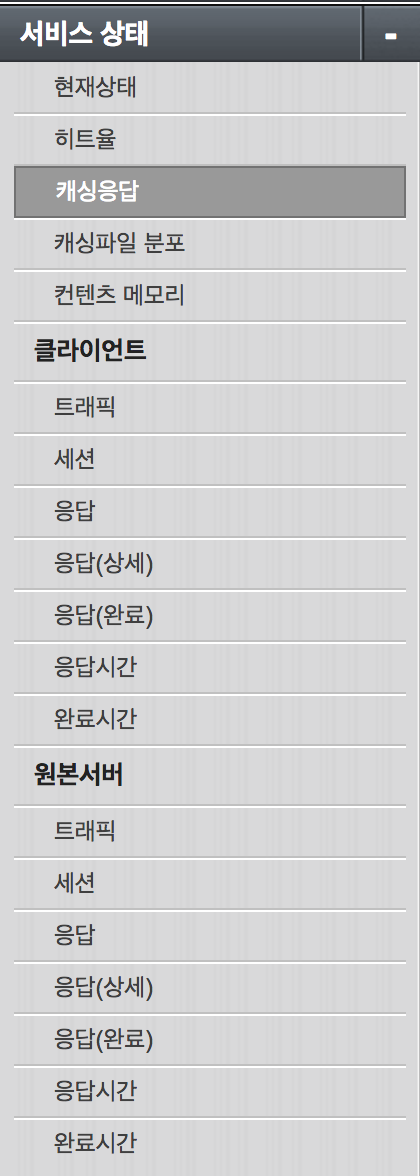 서비스 상태 -
현재상태
히트율
캐싱응답
캐싱파일 분포
컨텐츠 메모리
클라이언트
트래픽
세션
응답
응답(상세)
응답(완료)
응답시간
완료시간
원본서버
트래픽
세션
응답
응답(상세)
응답(완료)
응답시간
완료시간